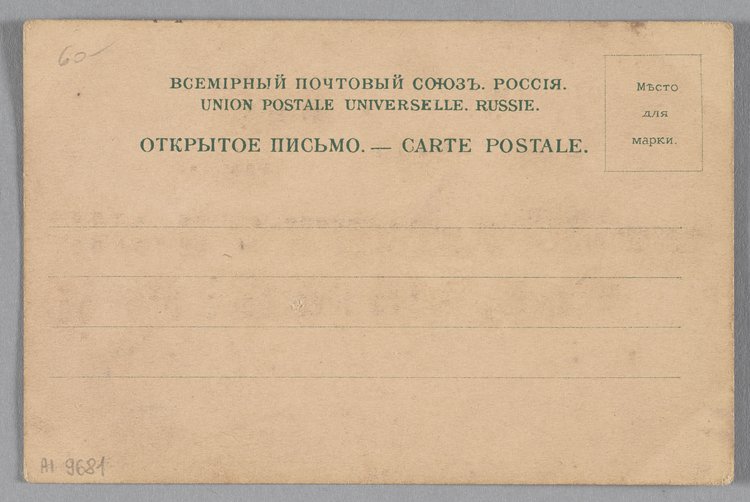 60-
ВСЕМІРНЫЙ ПОЧТОВЫЙ СОЮЗЪ. РОССІЯ.
UNION POSTALE UNIVERSELLE. RUSSIE.
ОТКРЫТОЕ ПИСЬМО. — CARTE POSTALE.
Мѣсто
для
марки.
AI 9681